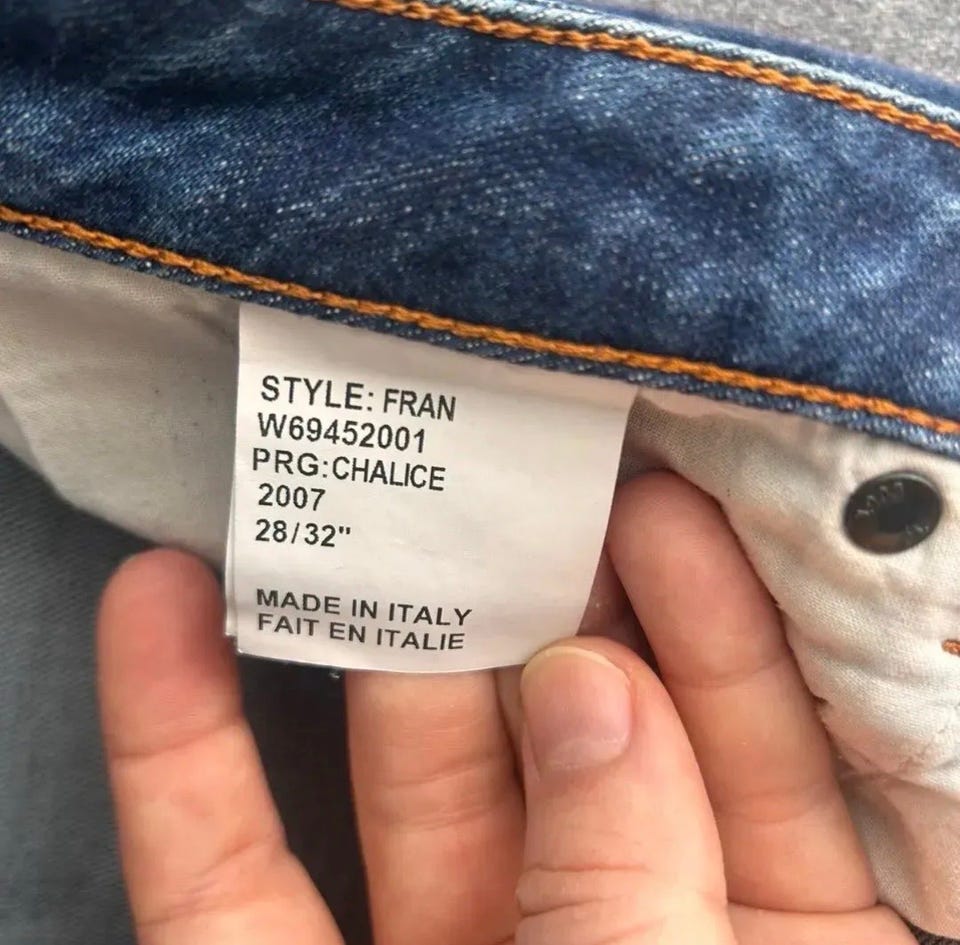 STYLE: FRAN
W69452001
PRG:CHALICE
2007
28/32"
MADE IN ITALY
FAIT EN ITALIE